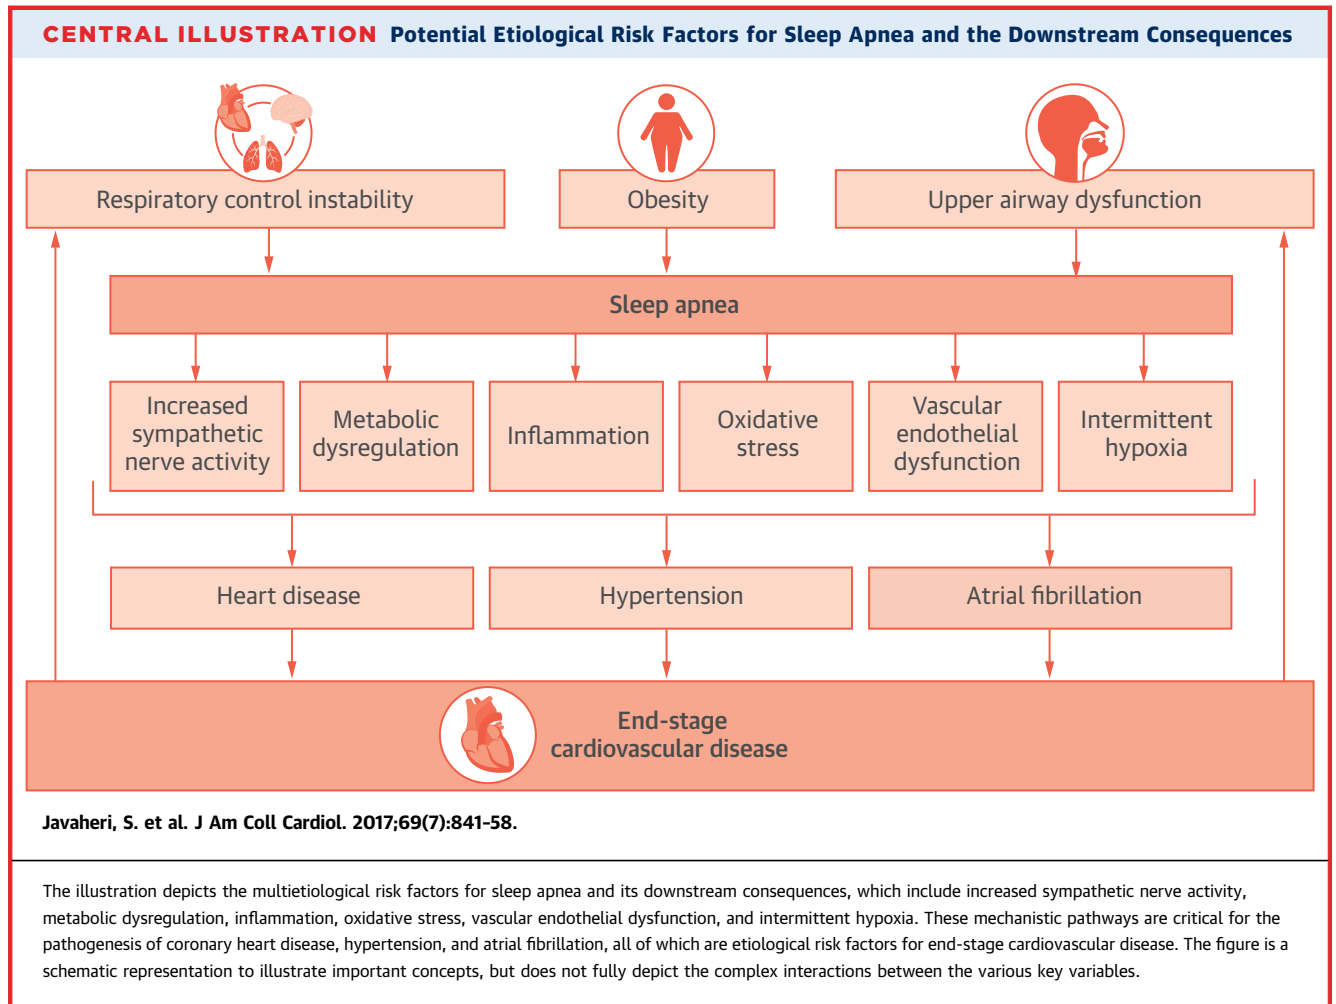 CENTRAL ILLUSTRATION Potential Etiological Risk Factors for Sleep Apnea and the Downstream Consequences
Respiratory control instability
Obesity
Upper airway dysfunction
Sleep apnea
Increased
sympathetic
nerve activity
Metabolic
dysregulation
Inflammation
Oxidative
stress
Vascular
endothelial
dysfunction
Intermittent
hypoxia
Heart disease
Hypertension
Atrial fibrillation
End-stage
cardiovascular disease
Javaheri, S. et al. J Am Coll Cardiol. 2017;69(7):841–58.
The illustration depicts the multietiological risk factors for sleep apnea and its downstream consequences, which include increased sympathetic nerve activity,
metabolic dysregulation, inflammation, oxidative stress, vascular endothelial dysfunction, and intermittent hypoxia. These mechanistic pathways are critical for the
pathogenesis of coronary heart disease, hypertension, and atrial fibrillation, all of which are etiological risk factors for end-stage cardiovascular disease. The figure is a
schematic representation to illustrate important concepts, but does not fully depict the complex interactions between the various key variables.